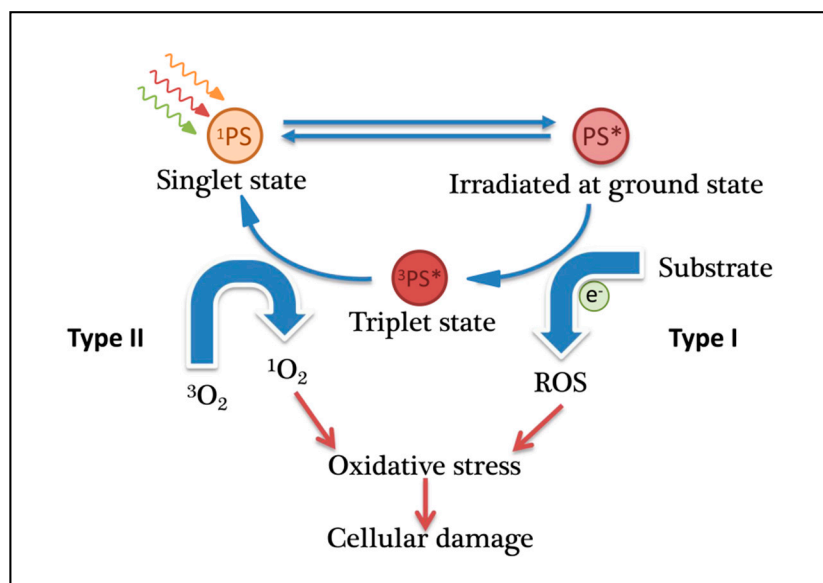 ¹PS
PS*
Singlet state
Irradiated at ground state
³PS*
Substrate
e⁻
Triplet state
Type II
Type I
³O₂
¹O₂
ROS
Oxidative stress
Cellular damage